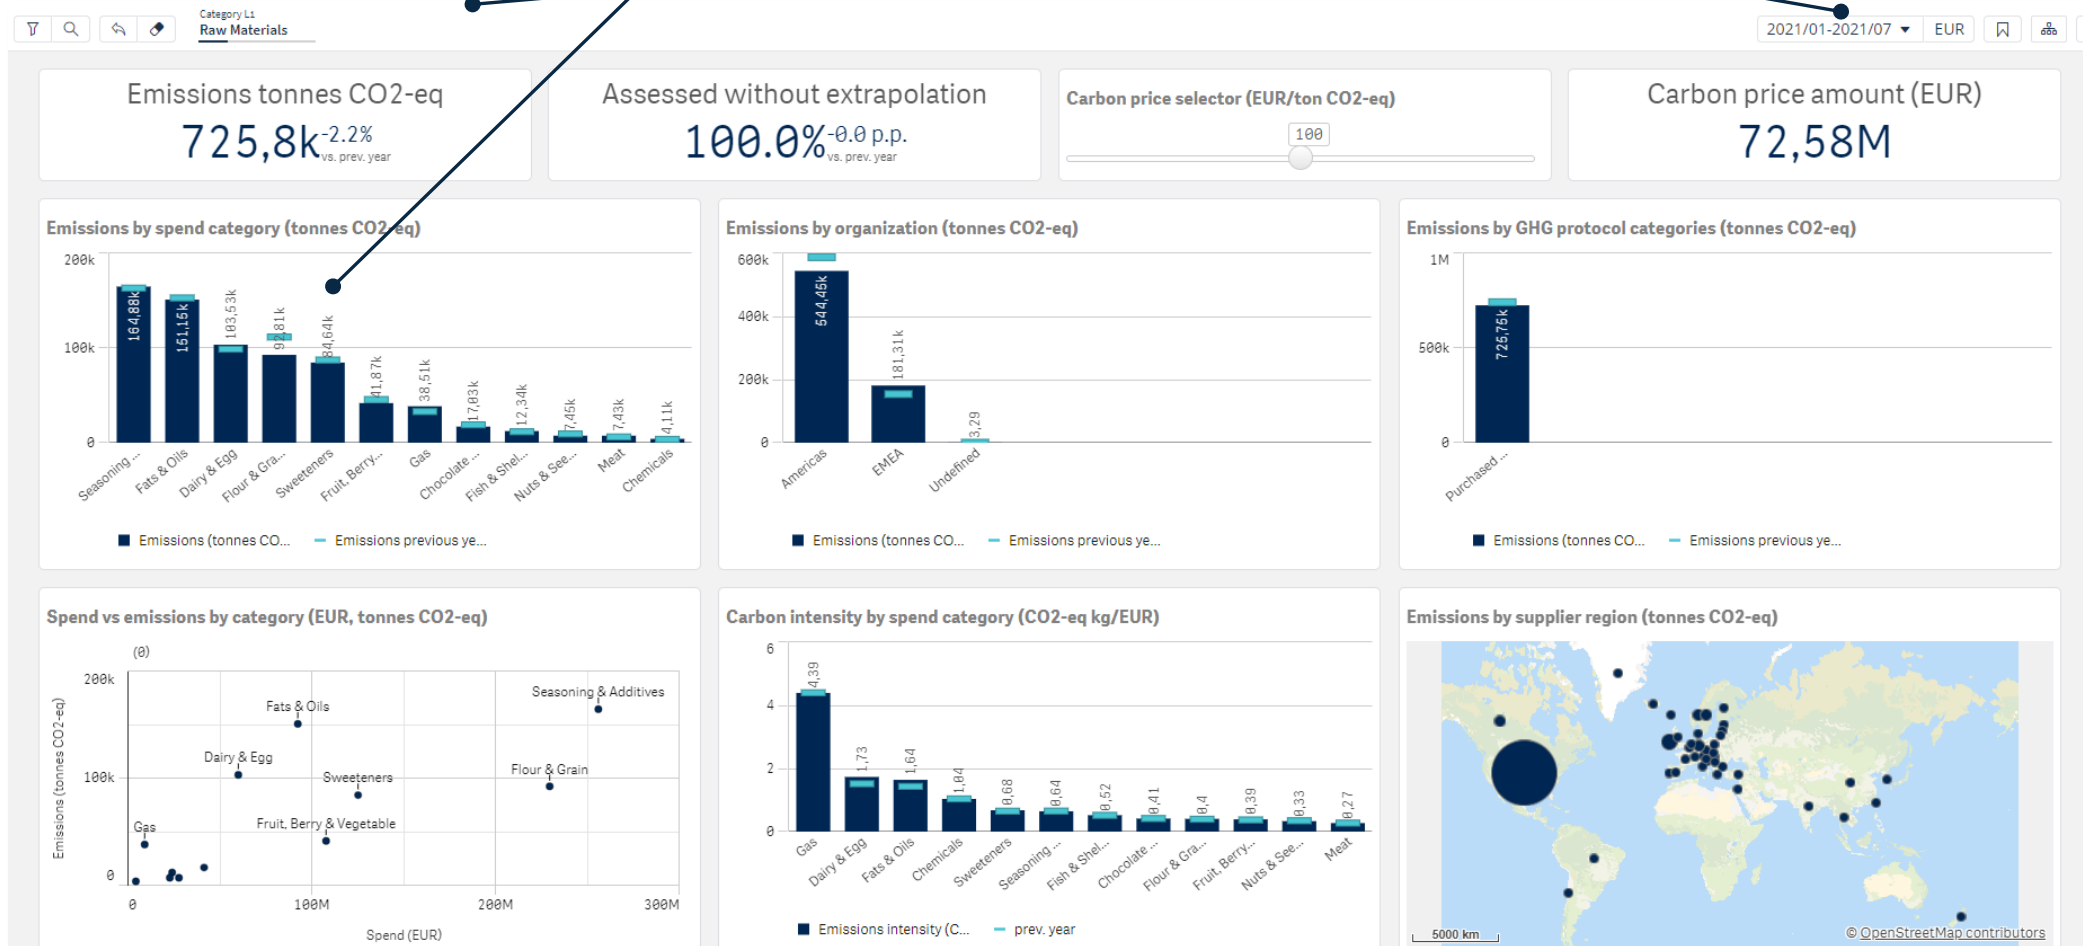 Category L1
Raw Materials
2021/01-2021/07
EUR
Emissions tonnes CO2-eq
725,8k
-2.2%
vs. prev. year
Assessed without extrapolation
100.0%
-0.0 p.p.
vs. prev. year
Carbon price selector (EUR/ton CO2-eq)
100
Carbon price amount (EUR)
72,58M
Emissions by spend category (tonnes CO2-eq)
200k
100k
0
164,88k
151,15k
103,53k
92,81k
84,64k
41,87k
38,51k
17,03k
12,34k
7,45k
7,43k
4,11k
Seasoning ...
Fats & Oils
Dairy & Egg
Flour & Gra...
Sweeteners
Fruit, Berry...
Gas
Chocolate ...
Fish & Shel...
Nuts & See...
Meat
Chemicals
Emissions (tonnes CO...
Emissions previous ye...
Emissions by organization (tonnes CO2-eq)
600k
400k
200k
0
544,45k
181,31k
3,29
Americas
EMEA
Undefined
Emissions (tonnes CO...
Emissions previous ye...
Emissions by GHG protocol categories (tonnes CO2-eq)
1M
500k
0
725,75k
Purchased ...
Emissions (tonnes CO...
Emissions previous ye...
Spend vs emissions by category (EUR, tonnes CO2-eq)
(0)
Emissions (tonnes CO2-eq)
200k
100k
0
Seasoning & Additives
Fats & Oils
Dairy & Egg
Sweeteners
Flour & Grain
Gas
Fruit, Berry & Vegetable
0
100M
200M
300M
Spend (EUR)
Carbon intensity by spend category (CO2-eq kg/EUR)
6
4
2
0
4,39
1,73
1,64
1,04
0,68
0,64
0,52
0,41
0,4
0,39
0,33
0,27
Gas
Dairy & Egg
Fats & Oils
Chemicals
Sweeteners
Seasoning ...
Fish & Shel...
Chocolate ...
Flour & Gra...
Fruit, Berry...
Nuts & See...
Meat
Emissions intensity (C...
prev. year
Emissions by supplier region (tonnes CO2-eq)
5000 km
© OpenStreetMap contributors